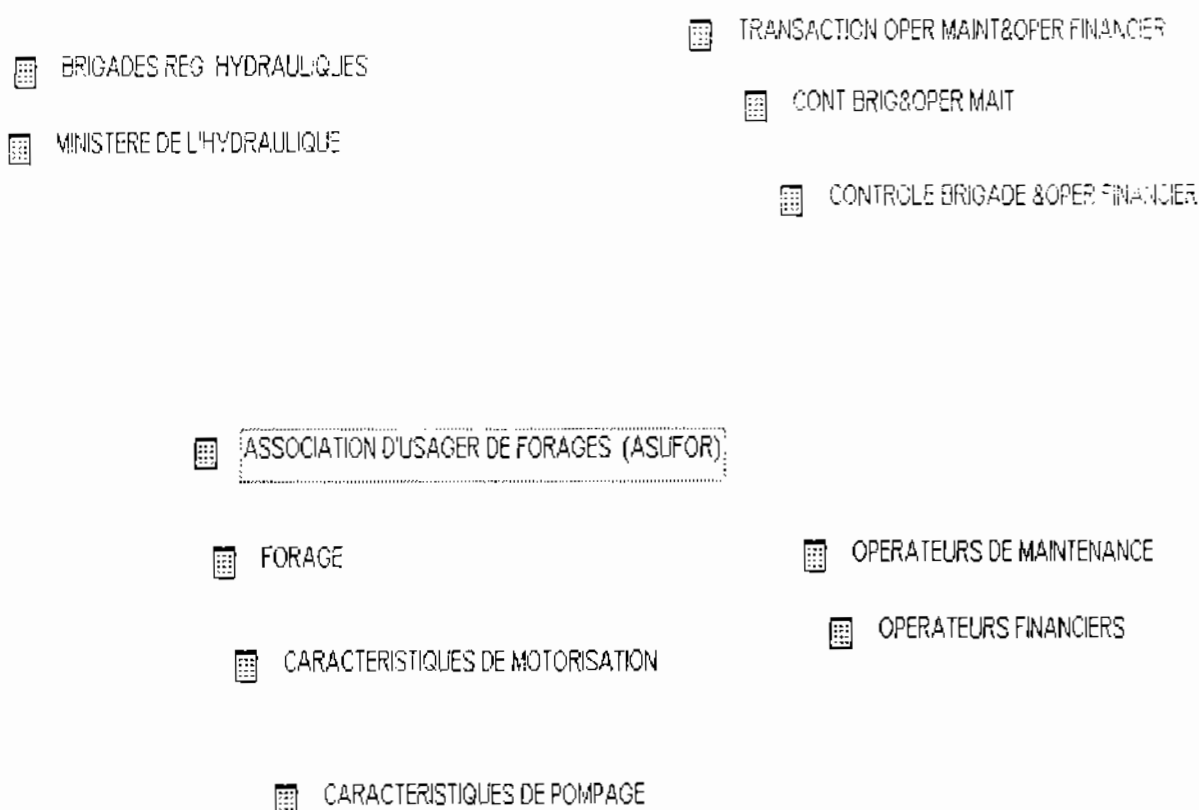 TRANSACTION OPER MAINT&OPER FINANCIER
BRIGADES REG HYDRAULIQUES
CONT BRIG&OPER MAIT
MINISTERE DE L'HYDRAULIQUE
CONTROLE BRIGADE &OPER FINANCIER
ASSOCIATION D'USAGER DE FORAGES (ASUFOR)
FORAGE
OPERATEURS DE MAINTENANCE
OPERATEURS FINANCIERS
CARACTERISTIQUES DE MOTORISATION
CARACTERISTIQUES DE POMPAGE